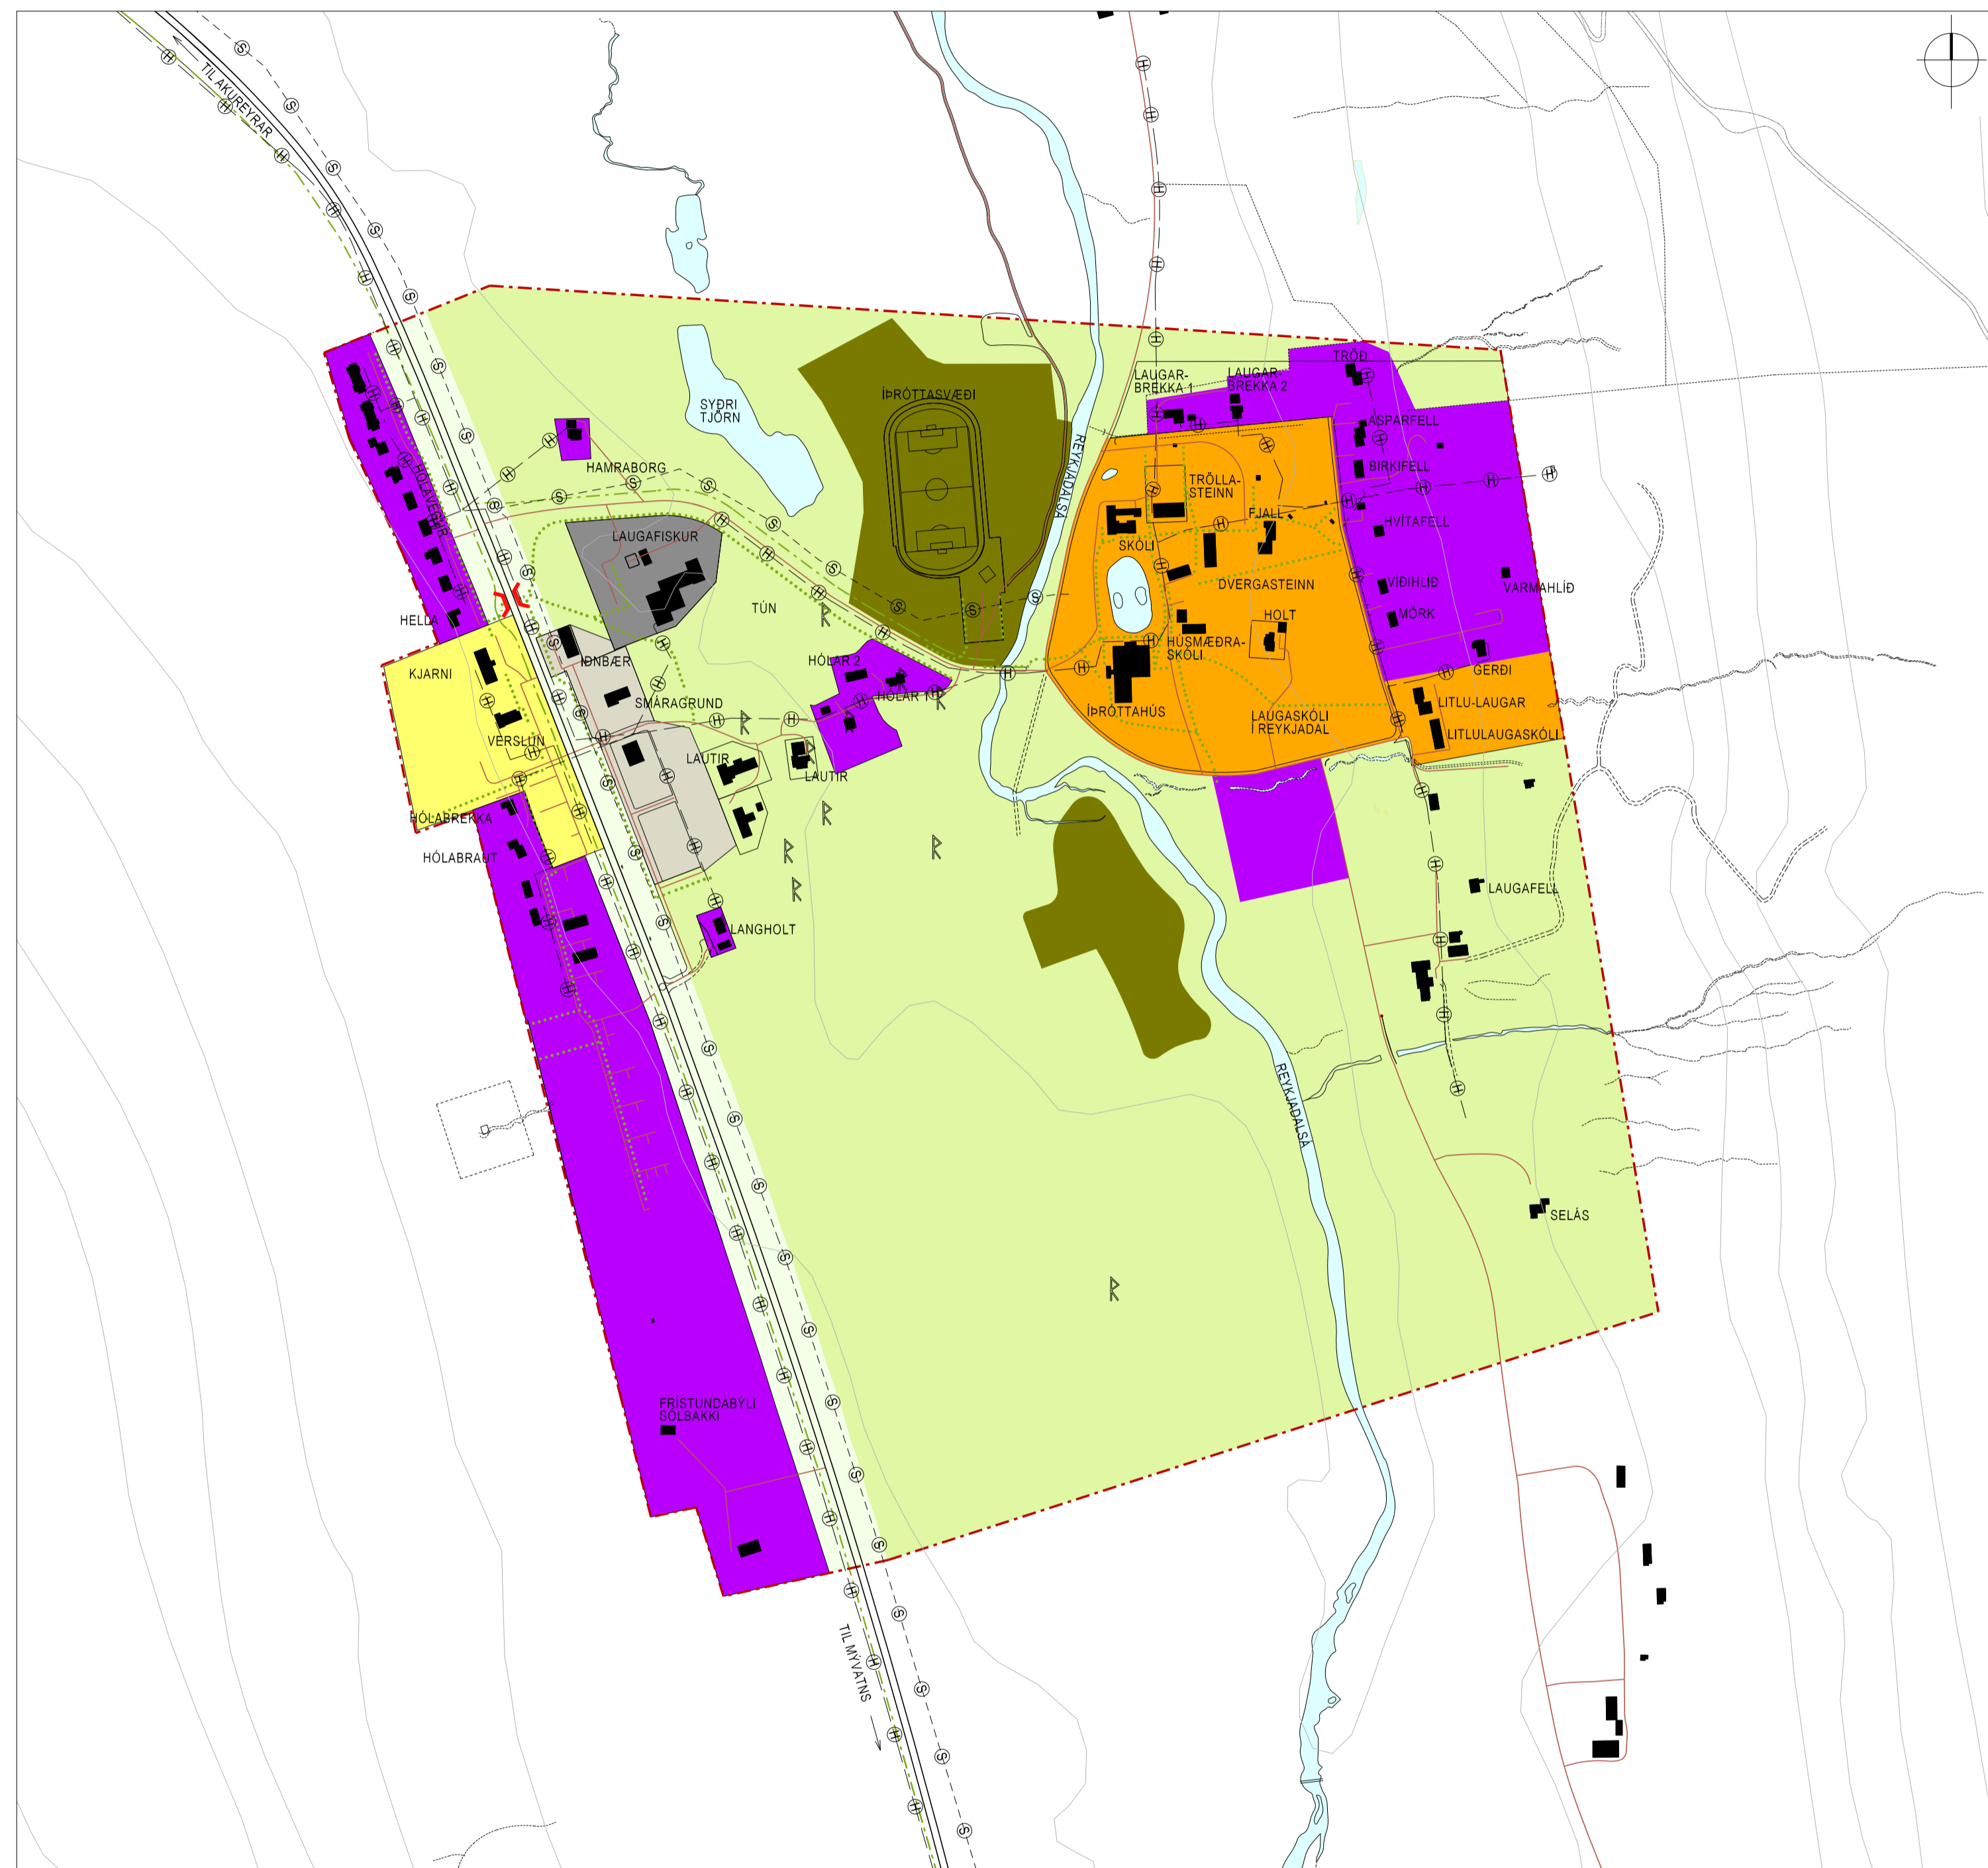 TIL AKUREYRAR
TRÖÐ
LAUGAR-
BREKKA 1
LAUGAR-
BREKKA 2
ÍÞRÓTTASVÆÐI
SYÐRI
TJÖRN
ASPARFELL
REYKJADALSÁ
HÓLAVEGUR
HAMRABORG
BIRKIFELL
TRÖLLA-
STEINN
FJALL
HVÍTAFELL
LAUGAFISKUR
SKÓLI
DVERGASTEINN
VÍÐIHLÍÐ
VARMAHLÍÐ
TÚN
MÖRK
HELLA
HOLT
HÚSMÆÐRA-
SKÓLI
IÐNBÆR
HÓLAR 2
KJARNI
GERÐI
HÓLAR 1
SMÁRAGRUND
LITLU-LAUGAR
ÍÞRÓTTAHÚS
LAUGASKÓLI
Í REYKJADAL
LITLULAUGASKÓLI
VERSLUN
LAUTIR
LAUTIR
HÓLABREKKA
HÓLABRAUT
LAUGAFELL
LANGHOLT
REYKJADALSÁ
SELÁS
FRÍSTUNDABÝLI
SÓLBAKKI
TIL MÝVATNS